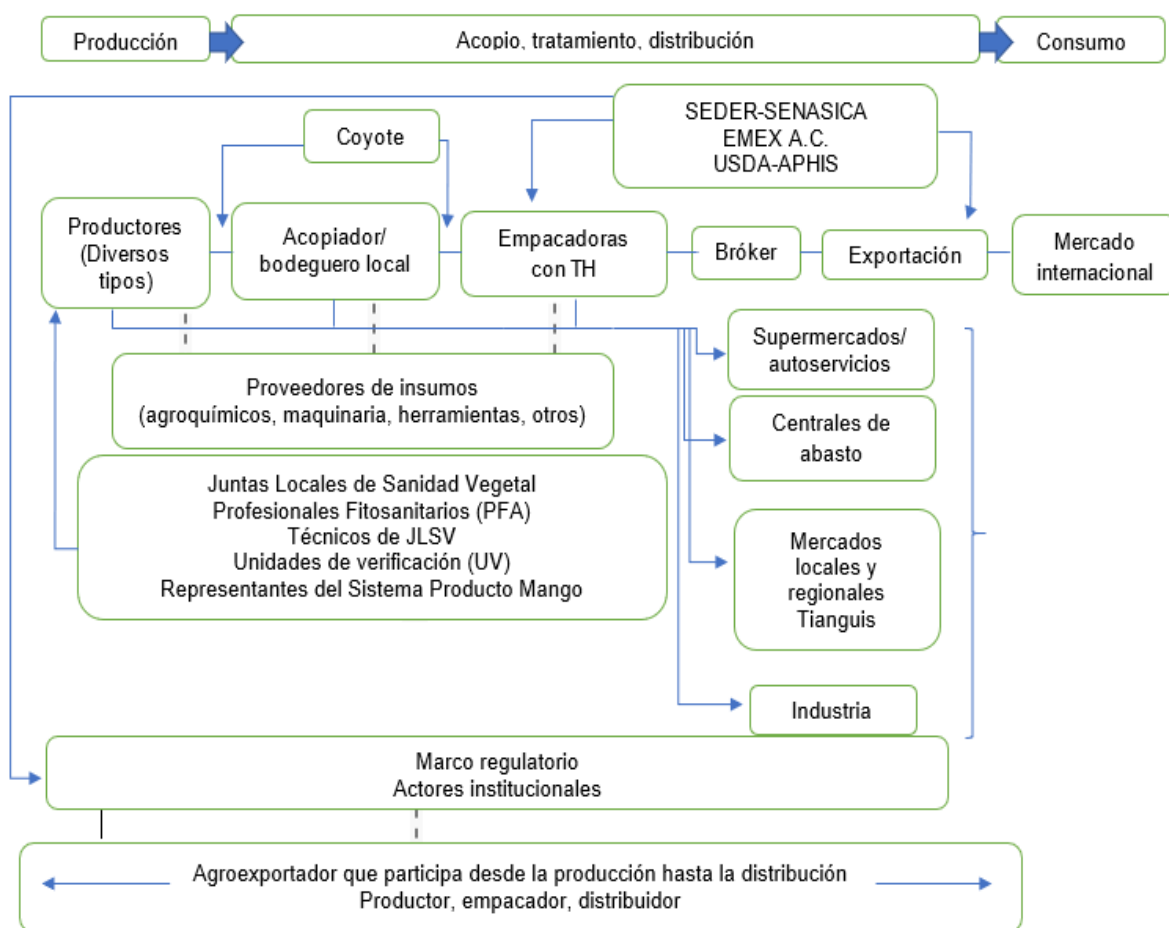 Producción
Acopio, tratamiento, distribución
Consumo
SEDER-SENASICA
EMEX A.C.
USDA-APHIS
Coyote
Productores
(Diversos
tipos)
Acopiador/
bodeguero local
Empacadoras
con TH
Bróker
Exportación
Mercado
internacional
Supermercados/
autoservicios
Proveedores de insumos
(agroquímicos, maquinaria, herramientas, otros)
Centrales de
abasto
Juntas Locales de Sanidad Vegetal
Profesionales Fitosanitarios (PFA)
Técnicos de JLSV
Unidades de verificación (UV)
Representantes del Sistema Producto Mango
Mercados
locales y
regionales
Tianguis
Industria
Marco regulatorio
Actores institucionales
Agroexportador que participa desde la producción hasta la distribución
Productor, empacador, distribuidor